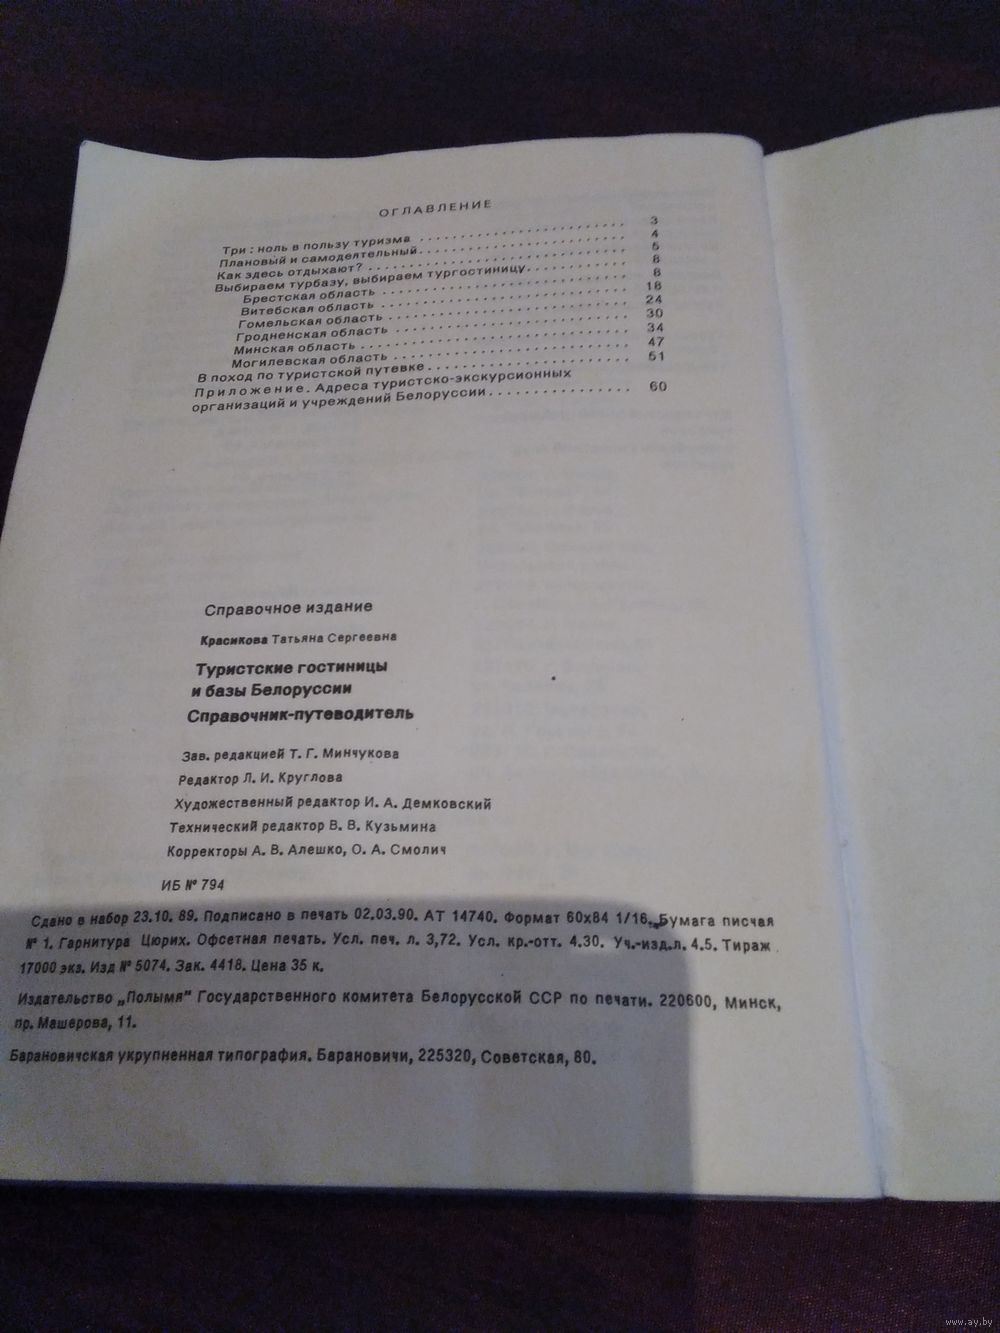 ОГЛАВЛЕНИЕ
Три : ноль в пользу туризма . . . . . . . . . . . . . . . . . . . . . . . 3
Плановый и самодеятельный . . . . . . . . . . . . . . . . . . . . . . . 4
Как здесь отдыхают? . . . . . . . . . . . . . . . . . . . . . . . . . . . 5
Выбираем турбазу, выбираем тургостиницу . . . . . . . . . . . 8
Брестская область . . . . . . . . . . . . . . . . . . . . . . . . . . 8
Витебская область . . . . . . . . . . . . . . . . . . . . . . . . . . 18
Гомельская область . . . . . . . . . . . . . . . . . . . . . . . . . 24
Гродненская область . . . . . . . . . . . . . . . . . . . . . . . . 30
Минская область . . . . . . . . . . . . . . . . . . . . . . . . . . . 34
Могилевская область . . . . . . . . . . . . . . . . . . . . . . . . 47
В поход по туристской путевке . . . . . . . . . . . . . . . . . . . . 51
Приложение. Адреса туристско-экскурсионных
организаций и учреждений Белоруссии . . . . . . . . . . . . . . . 60
Справочное издание
Красикова Татьяна Сергеевна
Туристские гостиницы
и базы Белоруссии
Справочник-путеводитель
Зав. редакцией Т. Г. Минчукова
Редактор Л. И. Круглова
Художественный редактор И. А. Демковский
Технический редактор В. В. Кузьмина
Корректоры А. В. Алешко, О. А. Смолич
ИБ № 794
Сдано в набор 23.10. 89. Подписано в печать 02.03.90. АТ 14740. Формат 60х84 1/16. Бумага писчая
№ 1. Гарнитура Цюрих. Офсетная печать. Усл. печ. л. 3,72. Усл. кр.-отт. 4.30. Уч.-изд.л. 4.5. Тираж
17000 экз. Изд № 5074. Зак. 4418. Цена 35 к.
Издательство „Полымя" Государственного комитета Белорусской ССР по печати. 220600, Минск,
пр. Машерова, 11.
Барановичская укрупненная типография. Барановичи, 225320, Советская, 80.
www.ay.by